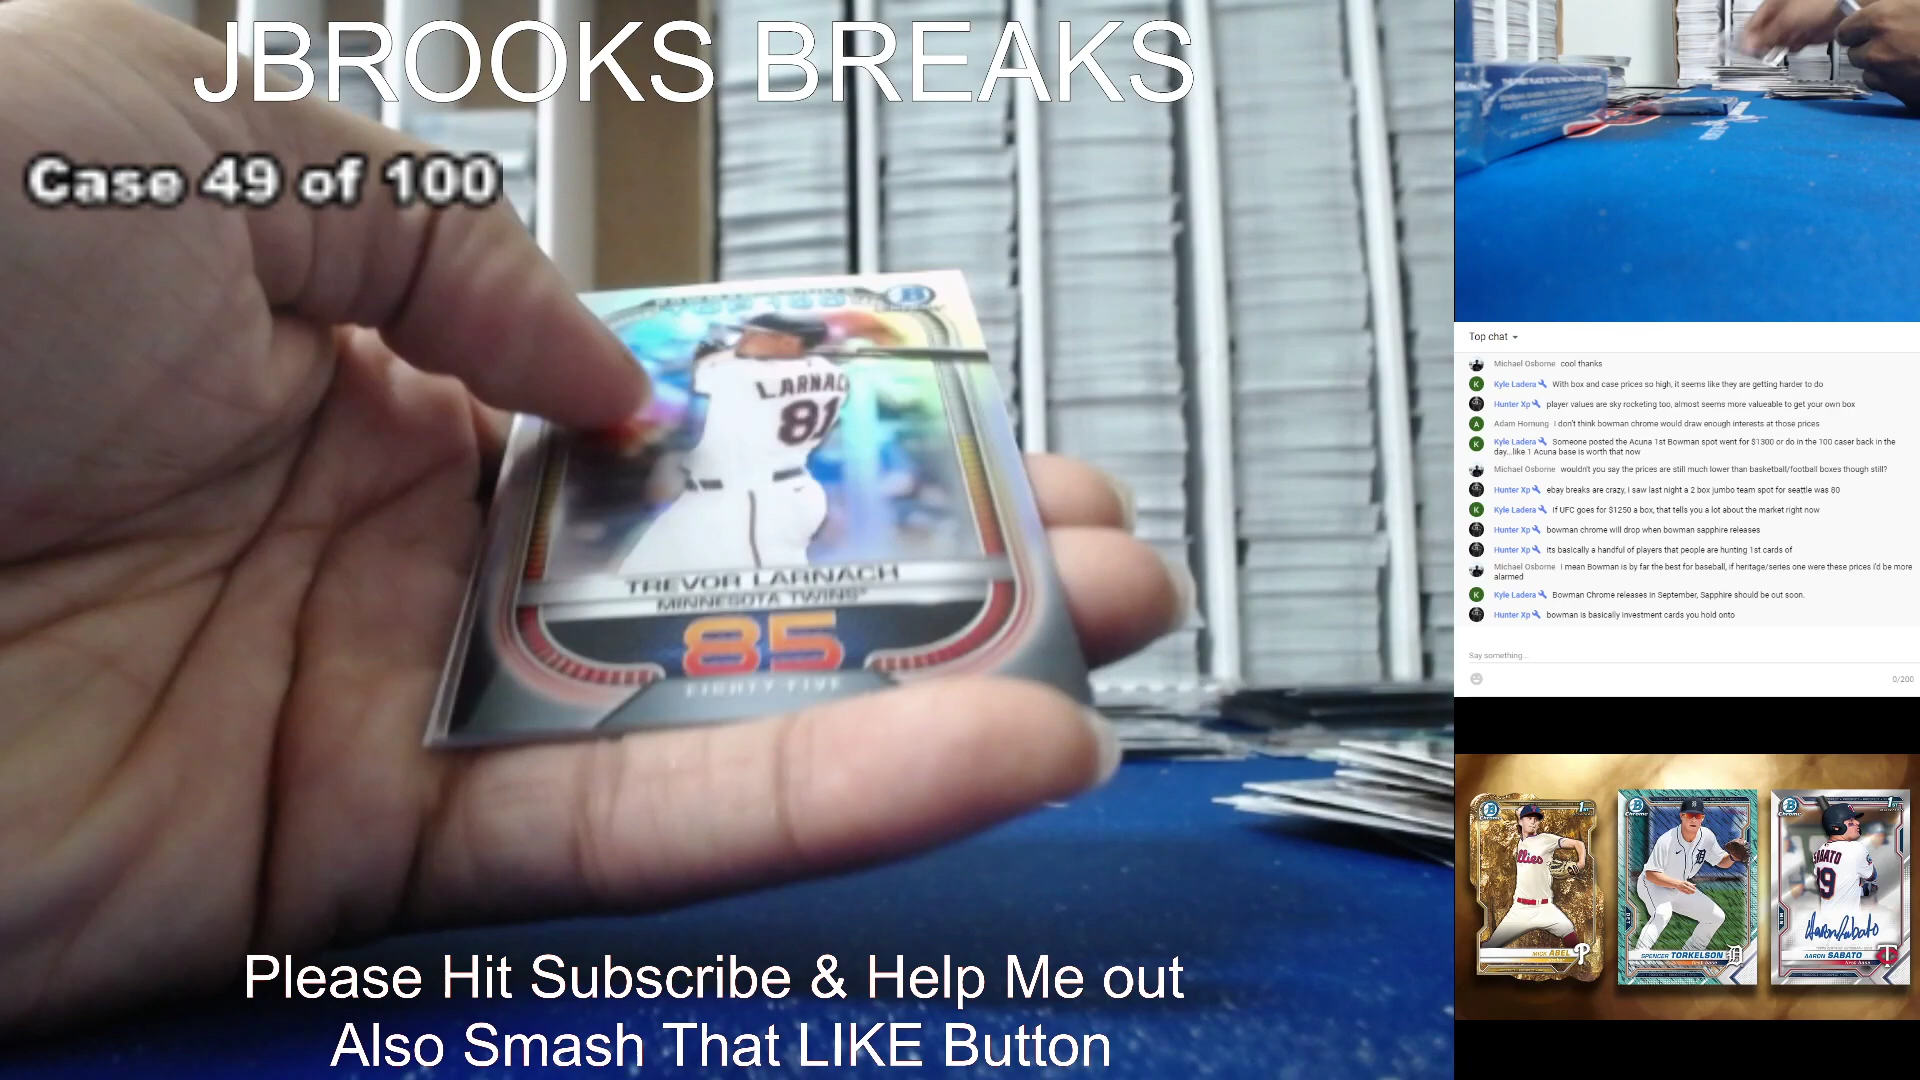 JBROOKS BREAKS
Case 49 of 100
LARNAC
81
TREVOR LARNACH
MINNESOTA TWINS
85
EIGHTY FIVE
Please Hit Subscribe & Help Me out
Also Smash That LIKE Button
Top chat
Michael Osborne cool thanks
Kyle Ladera With box and case prices so high, it seems like they are getting harder to do
Hunter Xp player values are sky rocketing too, almost seems more valueable to get your own box
Adam Hornung I don't think bowman chrome would draw enough interests at those prices
Kyle Ladera Someone posted the Acuna 1st Bowman spot went for $1300 or do in the 100 caser back in the
day...like 1 Acuna base is worth that now
Michael Osborne wouldn't you say the prices are still much lower than basketball/football boxes though still?
Hunter Xp ebay breaks are crazy, I saw last night a 2 box jumbo team spot for seattle was 80
Kyle Ladera If UFC goes for $1250 a box, that tells you a lot about the market right now
Hunter Xp bowman chrome will drop when bowman sapphire releases
Hunter Xp Its basically a handful of players that people are hunting 1st cards of
Michael Osborne I mean Bowman is by far the best for baseball, if heritage/series one were these prices i'd be more
alarmed
Kyle Ladera Bowman Chrome releases in September, Sapphire should be out soon.
Hunter Xp bowman is basically investment cards you hold onto
Say something...
0/200
MICK ABEL
SPENCER TORKELSON
first base
SABATO
19
Aaron Sabato
AARON SABATO
first base